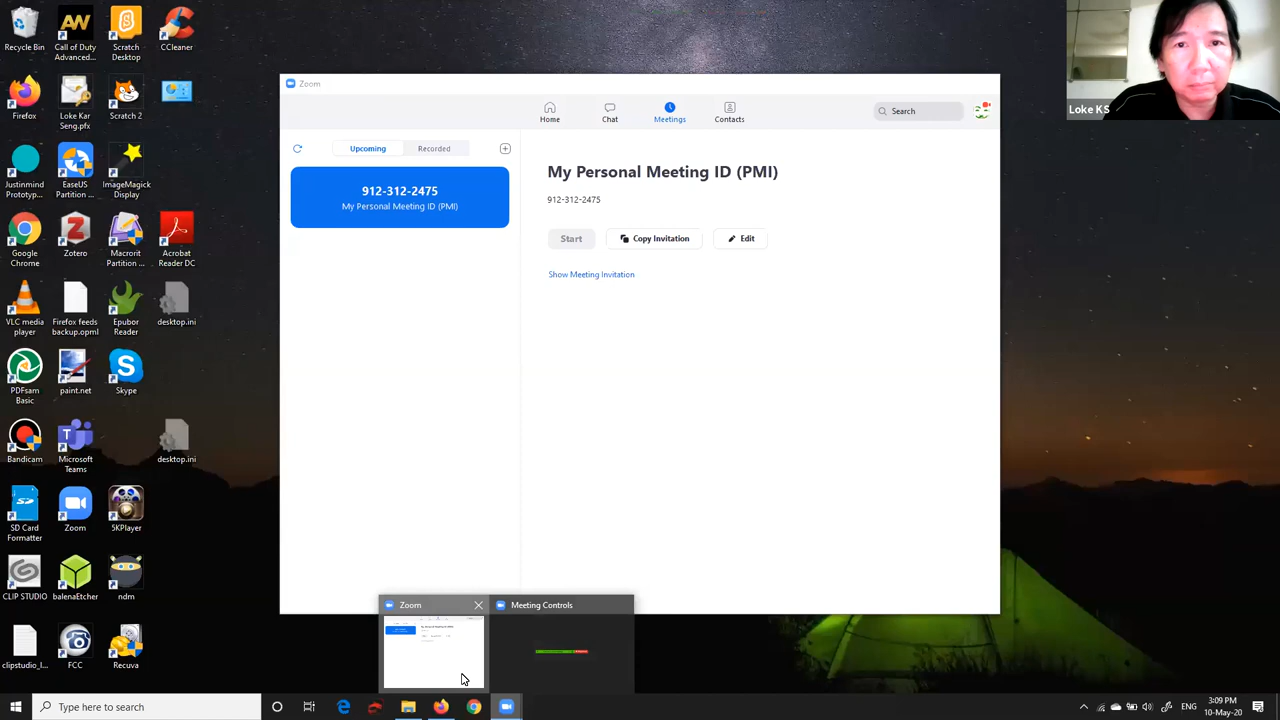 Recycle Bin
Call of Duty Advanced...
Scratch 3 Desktop
CCleaner
Firefox
Loke Kar Seng.pfx
Scratch 2
Justinmind Prototyp...
EaseUS Partition ...
ImageMagick Display
Google Chrome
Zotero
Macrorit Partition ...
Acrobat Reader DC
VLC media player
Firefox feeds backup.opml
Epubor Reader
desktop.ini
PDFsam Basic
paint.net
Skype
Bandicam
Microsoft Teams
desktop.ini
SD Card Formatter
Zoom
5KPlayer
CLIP STUDIO
balenaEtcher
ndm
clipstudio_l...
FCC
Recuva
Zoom
Home
Chat
Meetings
Contacts
Search
Upcoming
Recorded
912-312-2475
My Personal Meeting ID (PMI)
My Personal Meeting ID (PMI)
912-312-2475
Start
Copy Invitation
Edit
Show Meeting Invitation
Loke KS
Zoom
Meeting Controls
Type here to search
ENG
3:09 PM
10-May-20